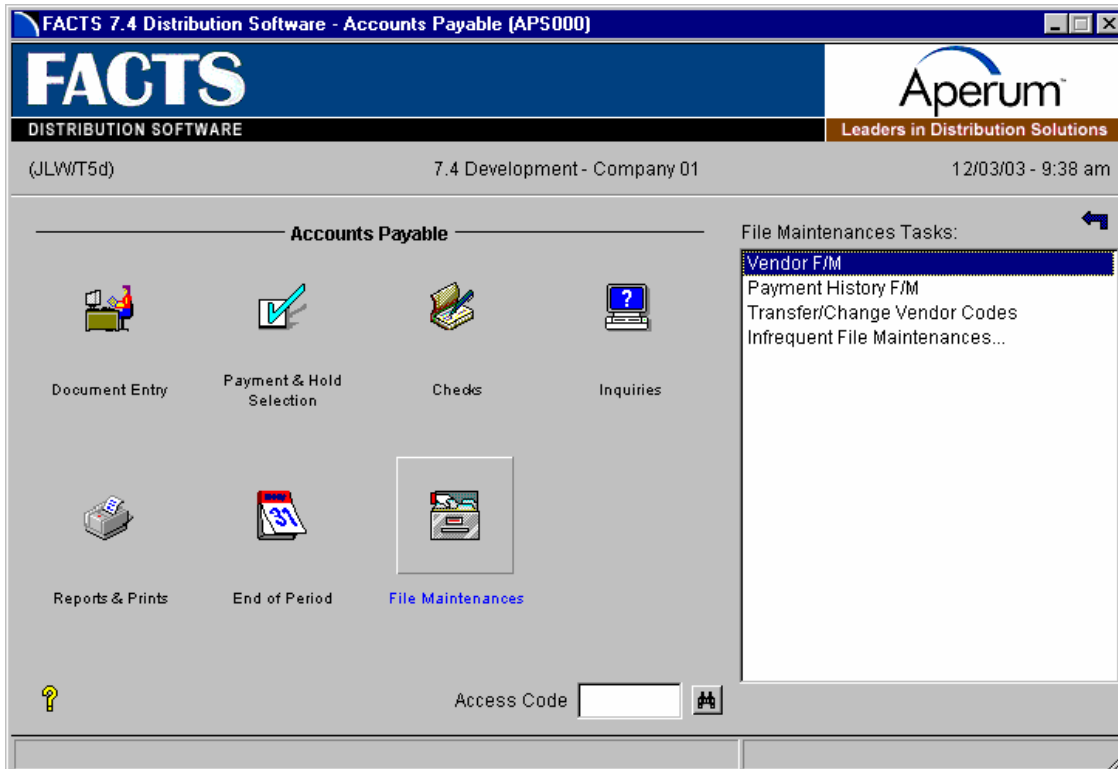 FACTS 7.4 Distribution Software - Accounts Payable (APS000)
FACTS
DISTRIBUTION SOFTWARE
Aperum™
Leaders in Distribution Solutions
(JLW/T5d)
7.4 Development - Company 01
12/03/03 - 9:38 am
Accounts Payable
Document Entry
Payment & Hold
Selection
Checks
?
Inquiries
Reports & Prints
31
End of Period
File Maintenances
File Maintenances Tasks:
Vendor F/M
Payment History F/M
Transfer/Change Vendor Codes
Infrequent File Maintenances...
?
Access Code